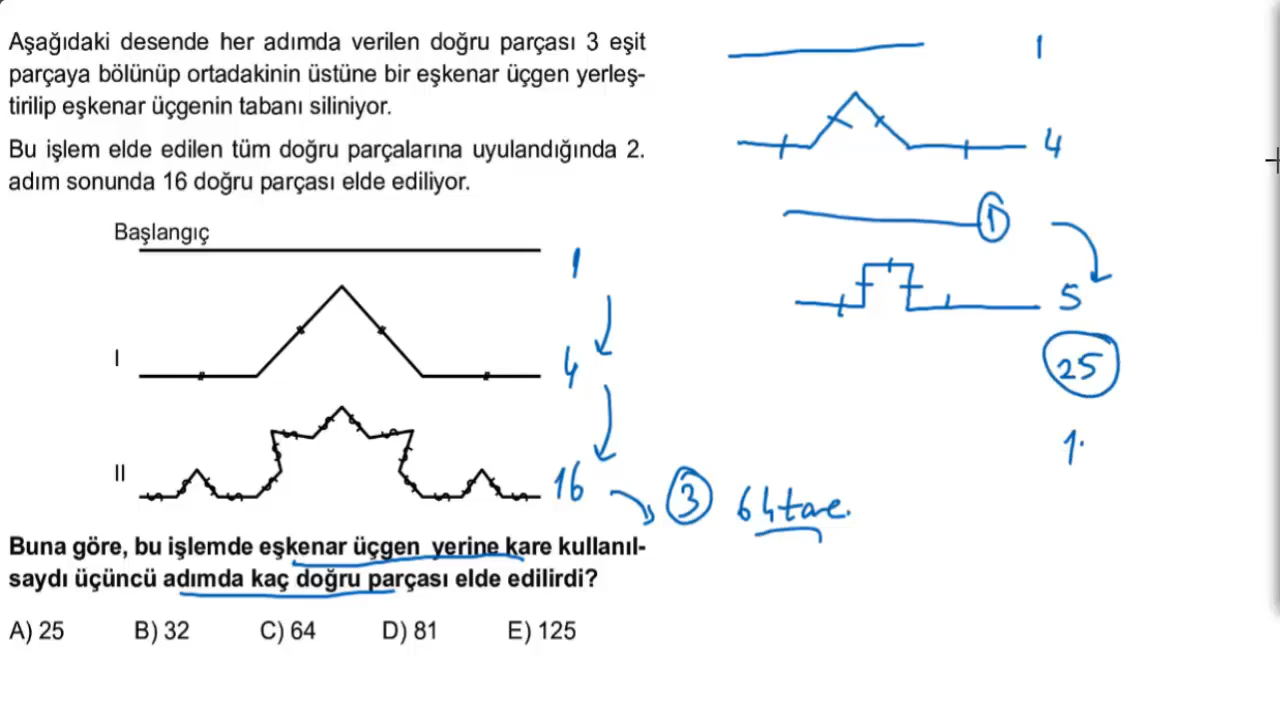 Aşağıdaki desende her adımda verilen doğru parçası 3 eşit
parçaya bölünüp ortadakinin üstüne bir eşkenar üçgen yerleş-
tirilip eşkenar üçgenin tabanı siliniyor.
Bu işlem elde edilen tüm doğru parçalarına uyulandığında 2.
adım sonunda 16 doğru parçası elde ediliyor.
Başlangıç
1
I
4
II
16
3
64 tane.
Buna göre, bu işlemde eşkenar üçgen yerine kare kullanıl-
saydı üçüncü adımda kaç doğru parçası elde edilirdi?
A) 25 B) 32 C) 64 D) 81 E) 125
1
4
1
5
25
1.